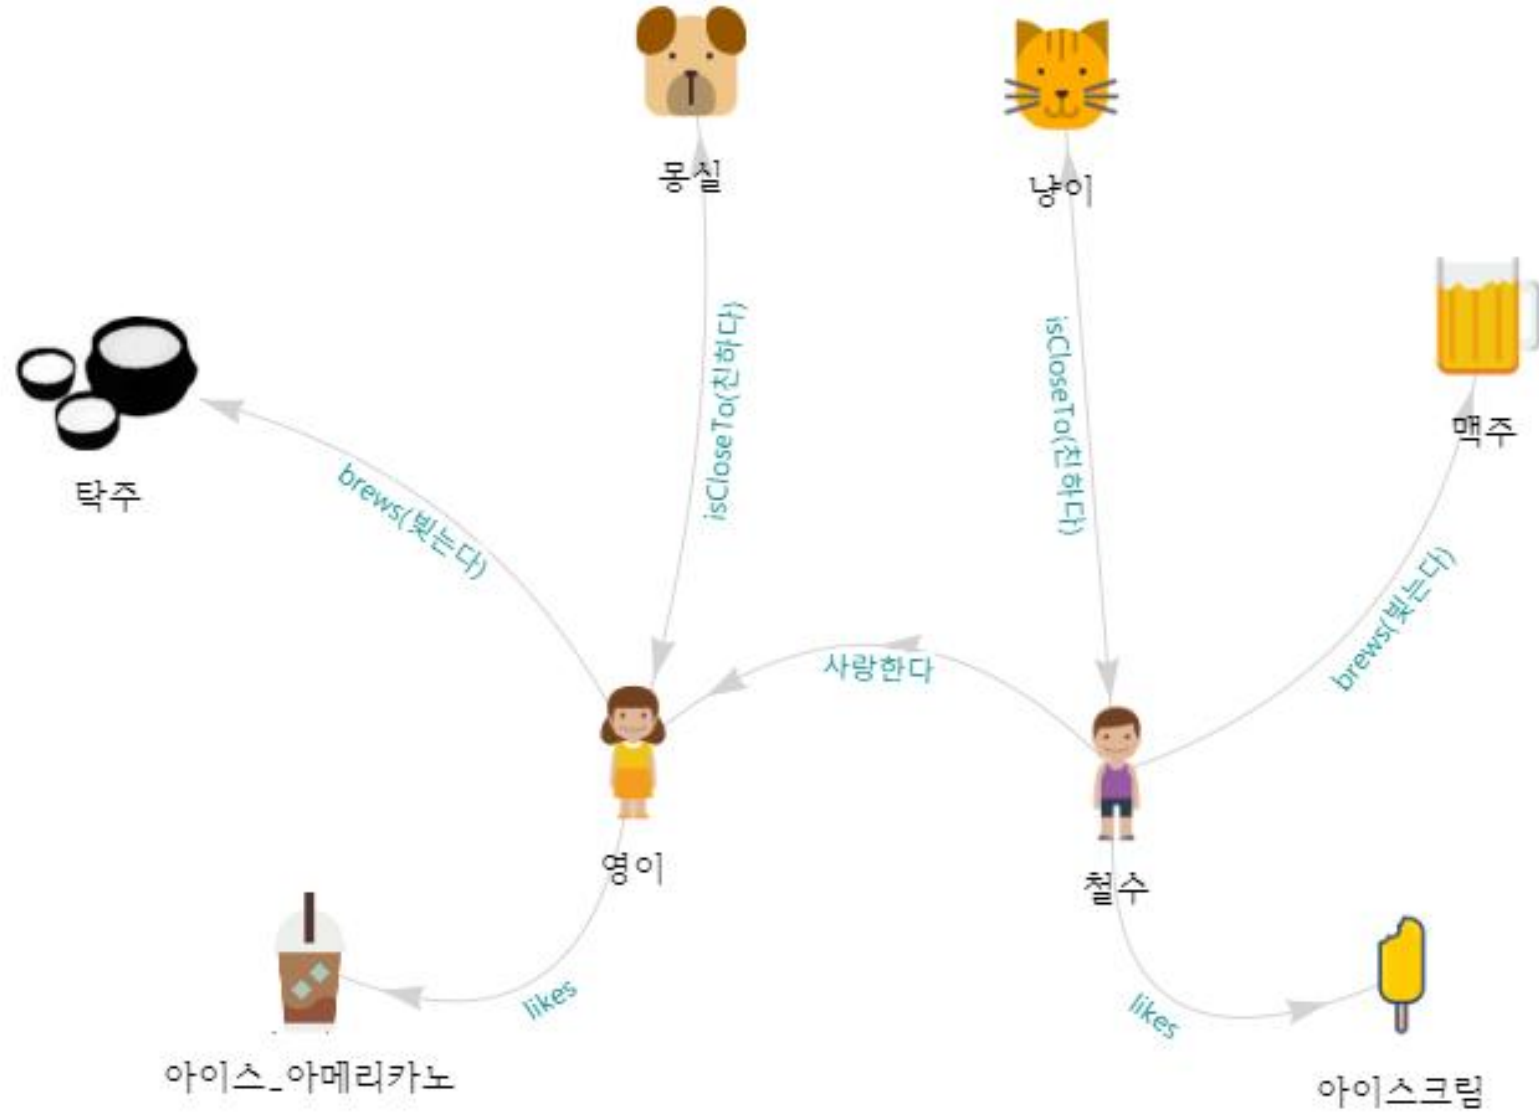 몽실
냥이
맥주
탁주
isCloseTo(친하다)
isCloseTo(친하다)
brews(빚는다)
brews(빚는다)
사랑한다
영이
철수
likes
likes
아이스_아메리카노
아이스크림